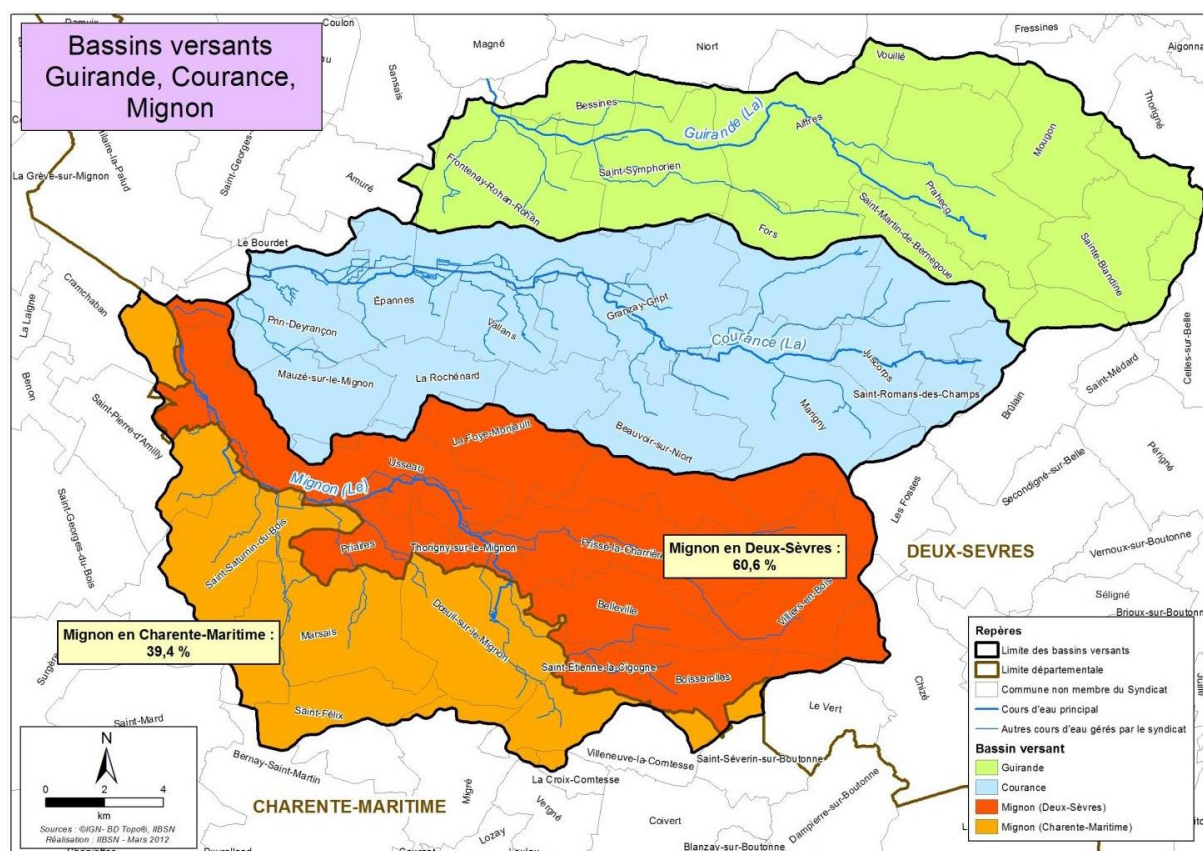 Bassins versants
Guirande, Courance,
Mignon
Coulon
Magné
Niort
Fressines
Aigonna
Sansais
Vouillé
Thorigné
Bessines
Guirande (La)
Aiffres
Mougon
La Grève-sur-Mignon
Amuré
Frontenay-Rohan-Rohan
Saint-Symphorien
Prahecq
Saint-Martin-de-Bernegoue
Fors
Sainte-Blandine
Le Bourdet
Cramchaban
La Laigne
Épannes
Prin-Deyrançon
Vallans
Granzay-Gript
Courance (La)
Juscorps
Celles-sur-Belle
Saint-Médard
Benon
Mauzé-sur-le-Mignon
La Rochénard
Saint-Romans-des-Champs
Marigny
Brûlain
Saint-Pierre-d'Amilly
Beauvoir-sur-Niort
La Foye-Monjault
Périgné
Secondigné-sur-Belle
Usseau
Mignon (Le)
Les Fosses
Saint-Georges-du-Bois
Saint-Saturnin-du-Bois
Priaires
Thorigny-sur-le-Mignon
Mignon en Deux-Sèvres :
60,6 %
DEUX-SEVRES
Vernoux-sur-Boutonne
Villiers-en-Bois
Belleville
Séligné
Brioux-sur-Boutonne
Mignon en Charente-Maritime :
39,4 %
Marsais
Dœuil-sur-le-Mignon
Saint-Étienne-la-Cigogne
Boisserolles
Chizé
Saint-Félix
Saint-Mard
Le Vert
Bernay-Saint-Martin
Migré
Villeneuve-la-Comtesse
Saint-Séverin-sur-Boutonne
La Croix-Comtesse
CHARENTE-MARITIME
Vergné
Coivert
Dampierre-sur-Boutonne
Lozay
Blanzay-sur-Boutonne
Repères
Limite des bassins versants
Limite départementale
Commune non membre du Syndicat
Cours d'eau principal
Autres cours d'eau gérés par le syndicat
Bassin versant
Guirande
Courance
Mignon (Deux-Sèvres)
Mignon (Charente-Maritime)
N
0 2 4
km
Sources : ©IGN- BD Topo®, IIBSN
Réalisation : IIBSN - Mars 2012